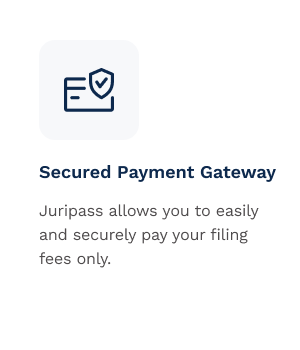 Secured Payment Gateway
Juripass allows you to easily
and securely pay your filing
fees only.